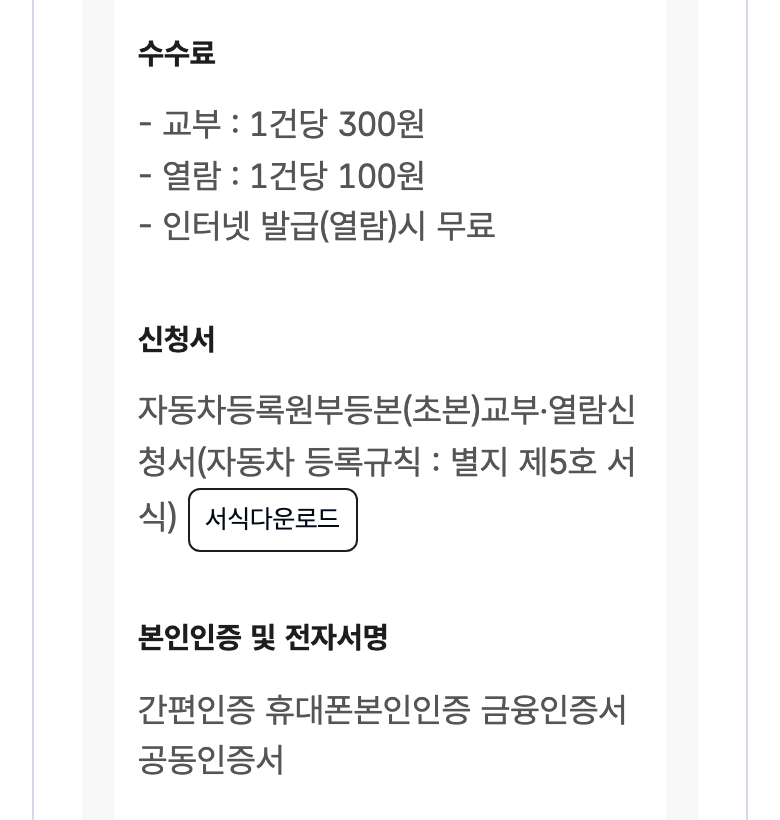 수수료
- 교부 : 1건당 300원
- 열람 : 1건당 100원
- 인터넷 발급(열람)시 무료
신청서
자동차등록원부등본(초본)교부·열람신
청서(자동차 등록규칙 : 별지 제5호 서
식) 서식다운로드
본인인증 및 전자서명
간편인증 휴대폰본인인증 금융인증서
공동인증서